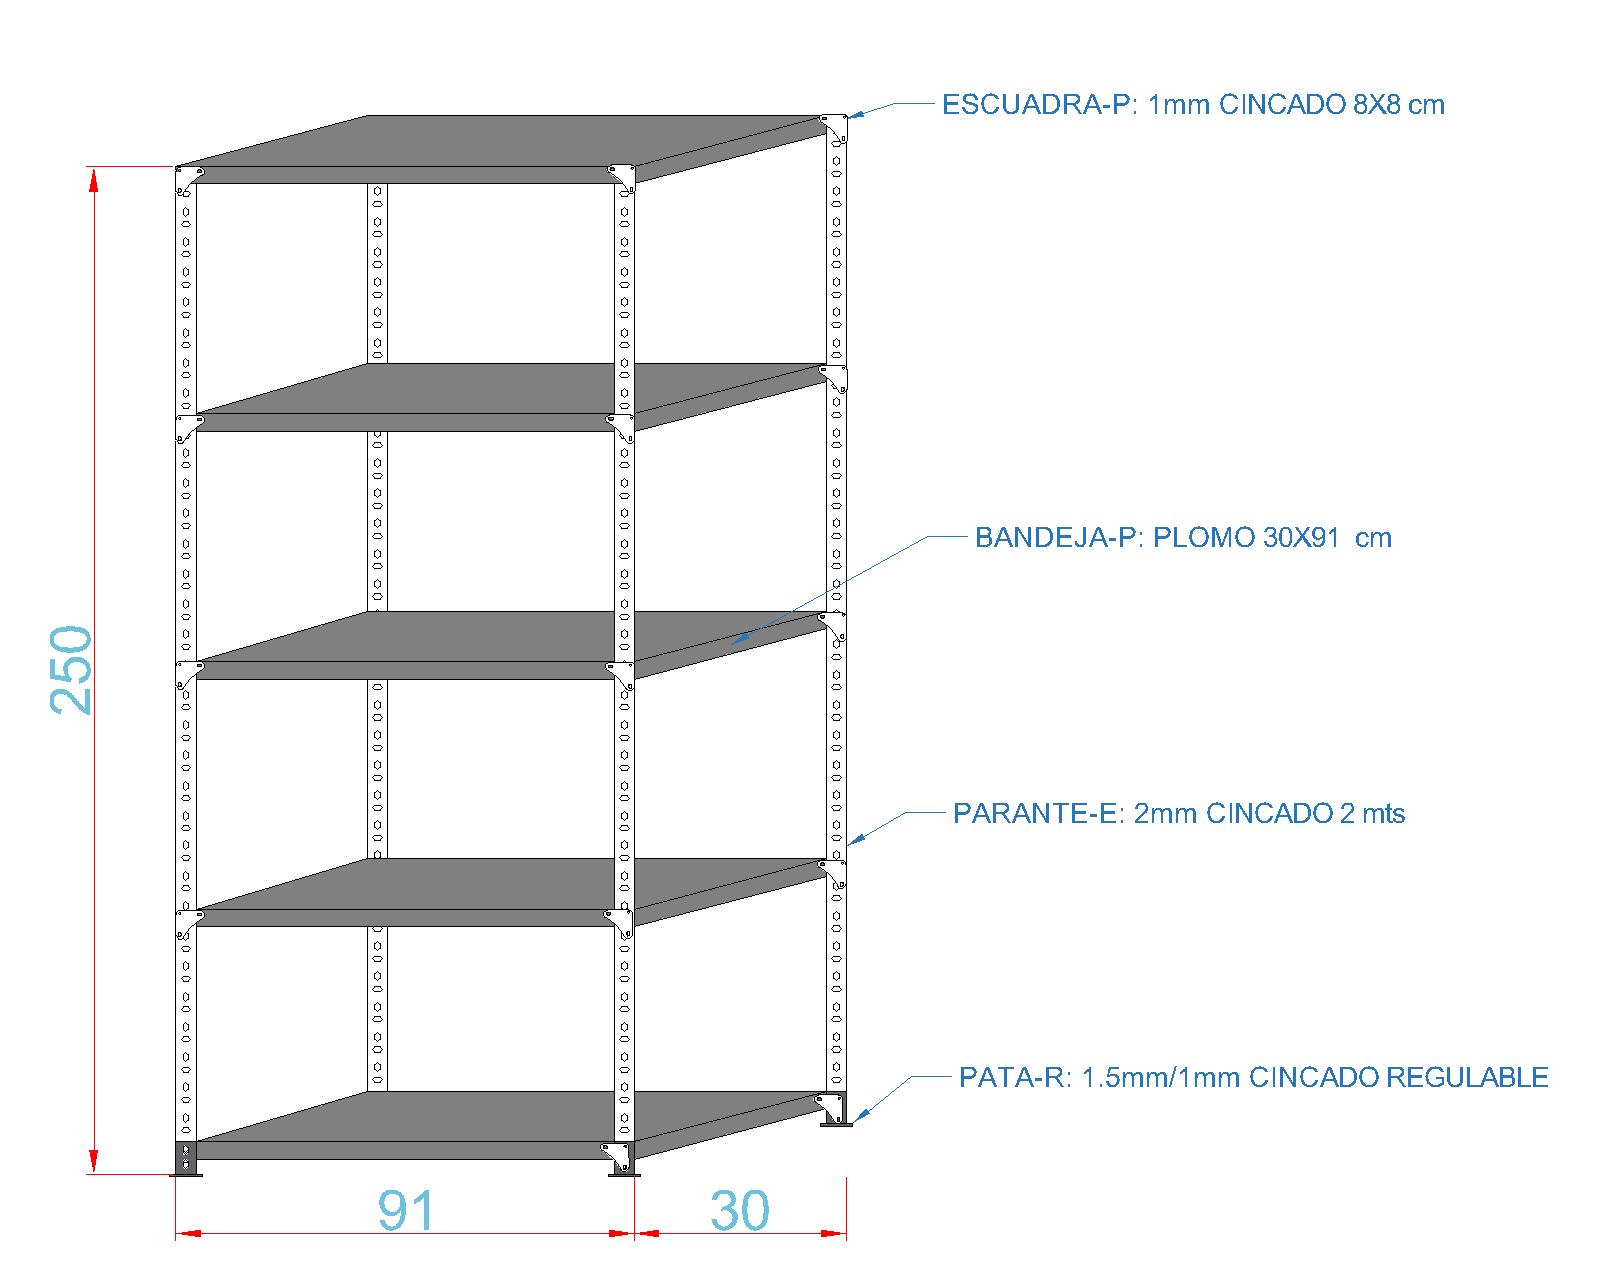 ESCUADRA-P: 1mm CINCADO 8X8 cm
BANDEJA-P: PLOMO 30X91 cm
250
PARANTE-E: 2mm CINCADO 2 mts
PATA-R: 1.5mm/1mm CINCADO REGULABLE
91
30